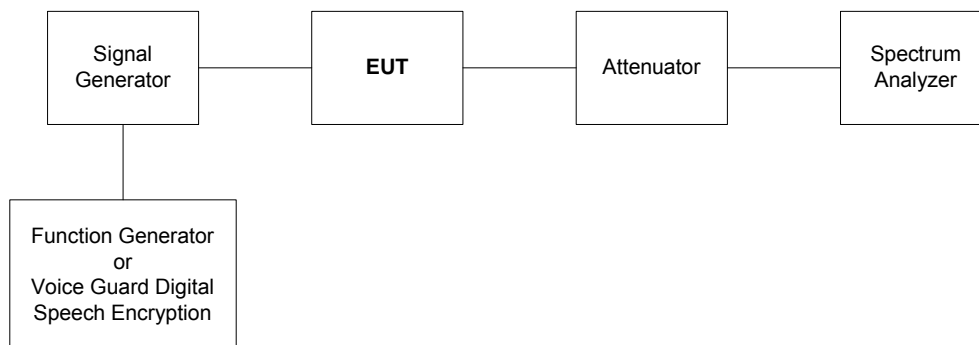 Signal
Generator
EUT
Attenuator
Spectrum
Analyzer
Function Generator
or
Voice Guard Digital
Speech Encryption